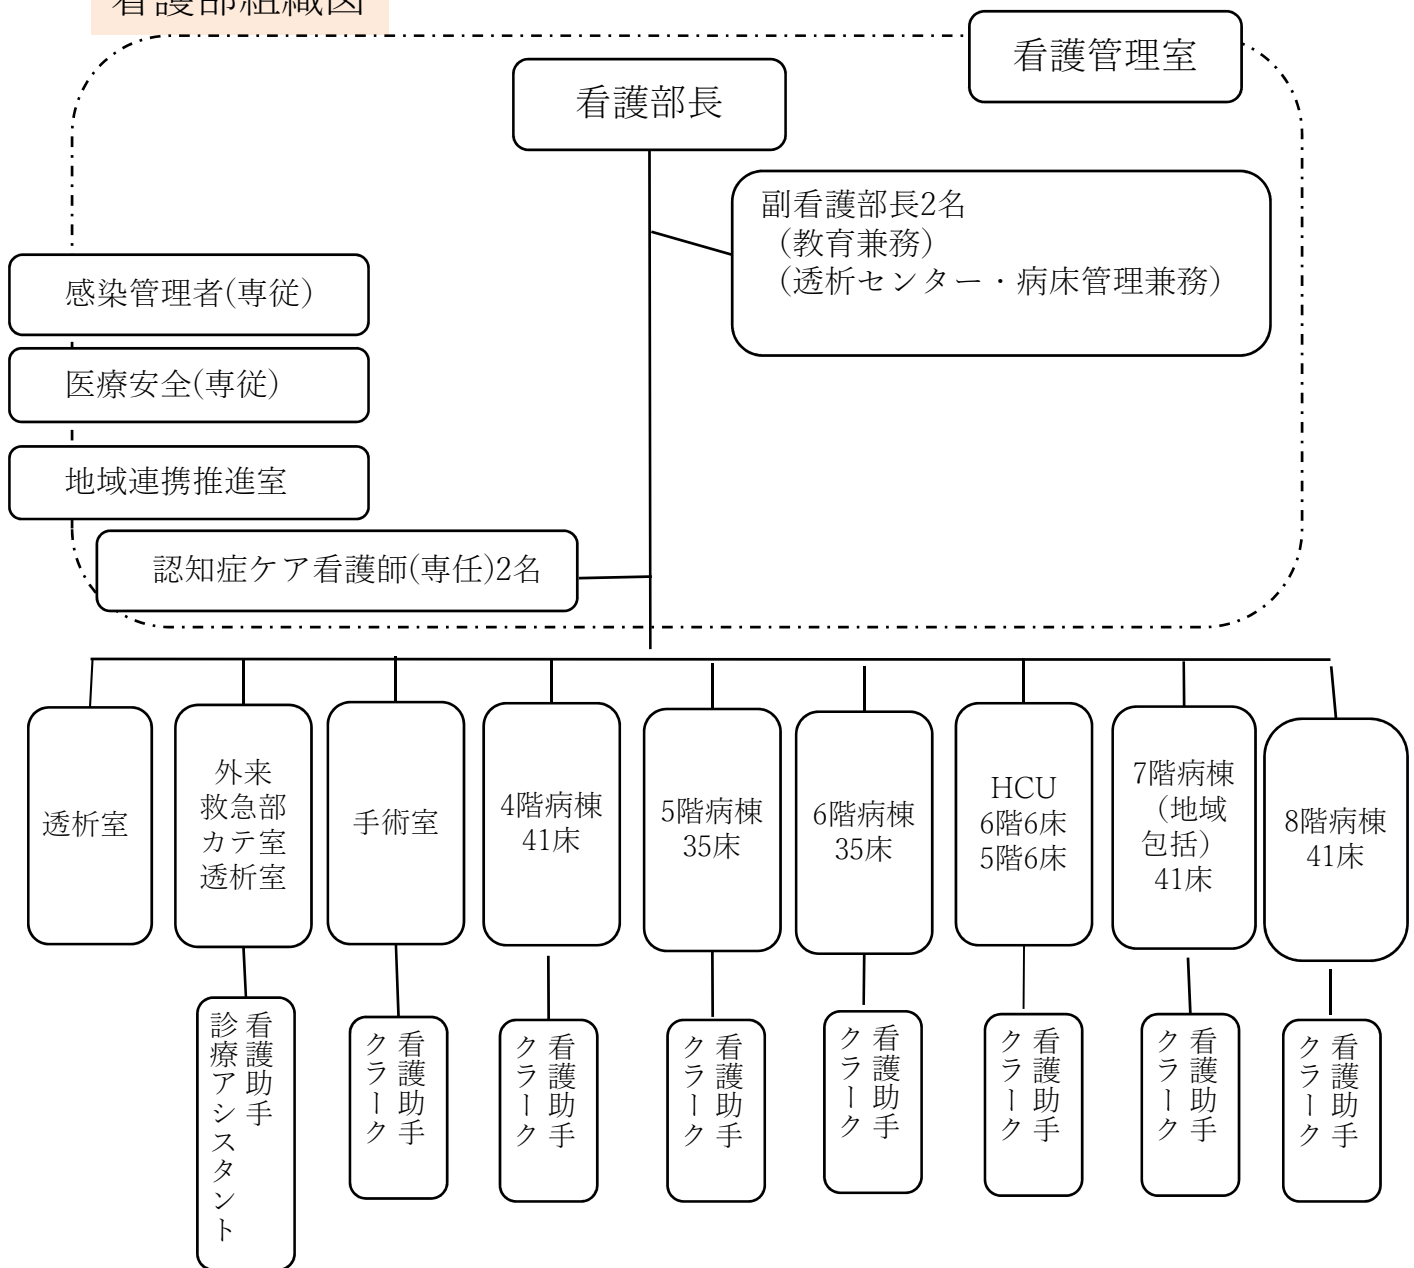 看護部組織図
看護管理室
看護部長
副看護部長2名
（教育兼務）
（透析センター・病床管理兼務）
感染管理者(専従)
医療安全(専従)
地域連携推進室
認知症ケア看護師(専任)2名
透析室
外来
救急部
カテ室
透析室
手術室
4階病棟
41床
5階病棟
35床
6階病棟
35床
HCU
6階6床
5階6床
7階病棟
（地域
包括）
41床
8階病棟
41床
看護助手
診療アシスタント
看護助手
クラーク
看護助手
クラーク
看護助手
クラーク
看護助手
クラーク
看護助手
クラーク
看護助手
クラーク
看護助手
クラーク